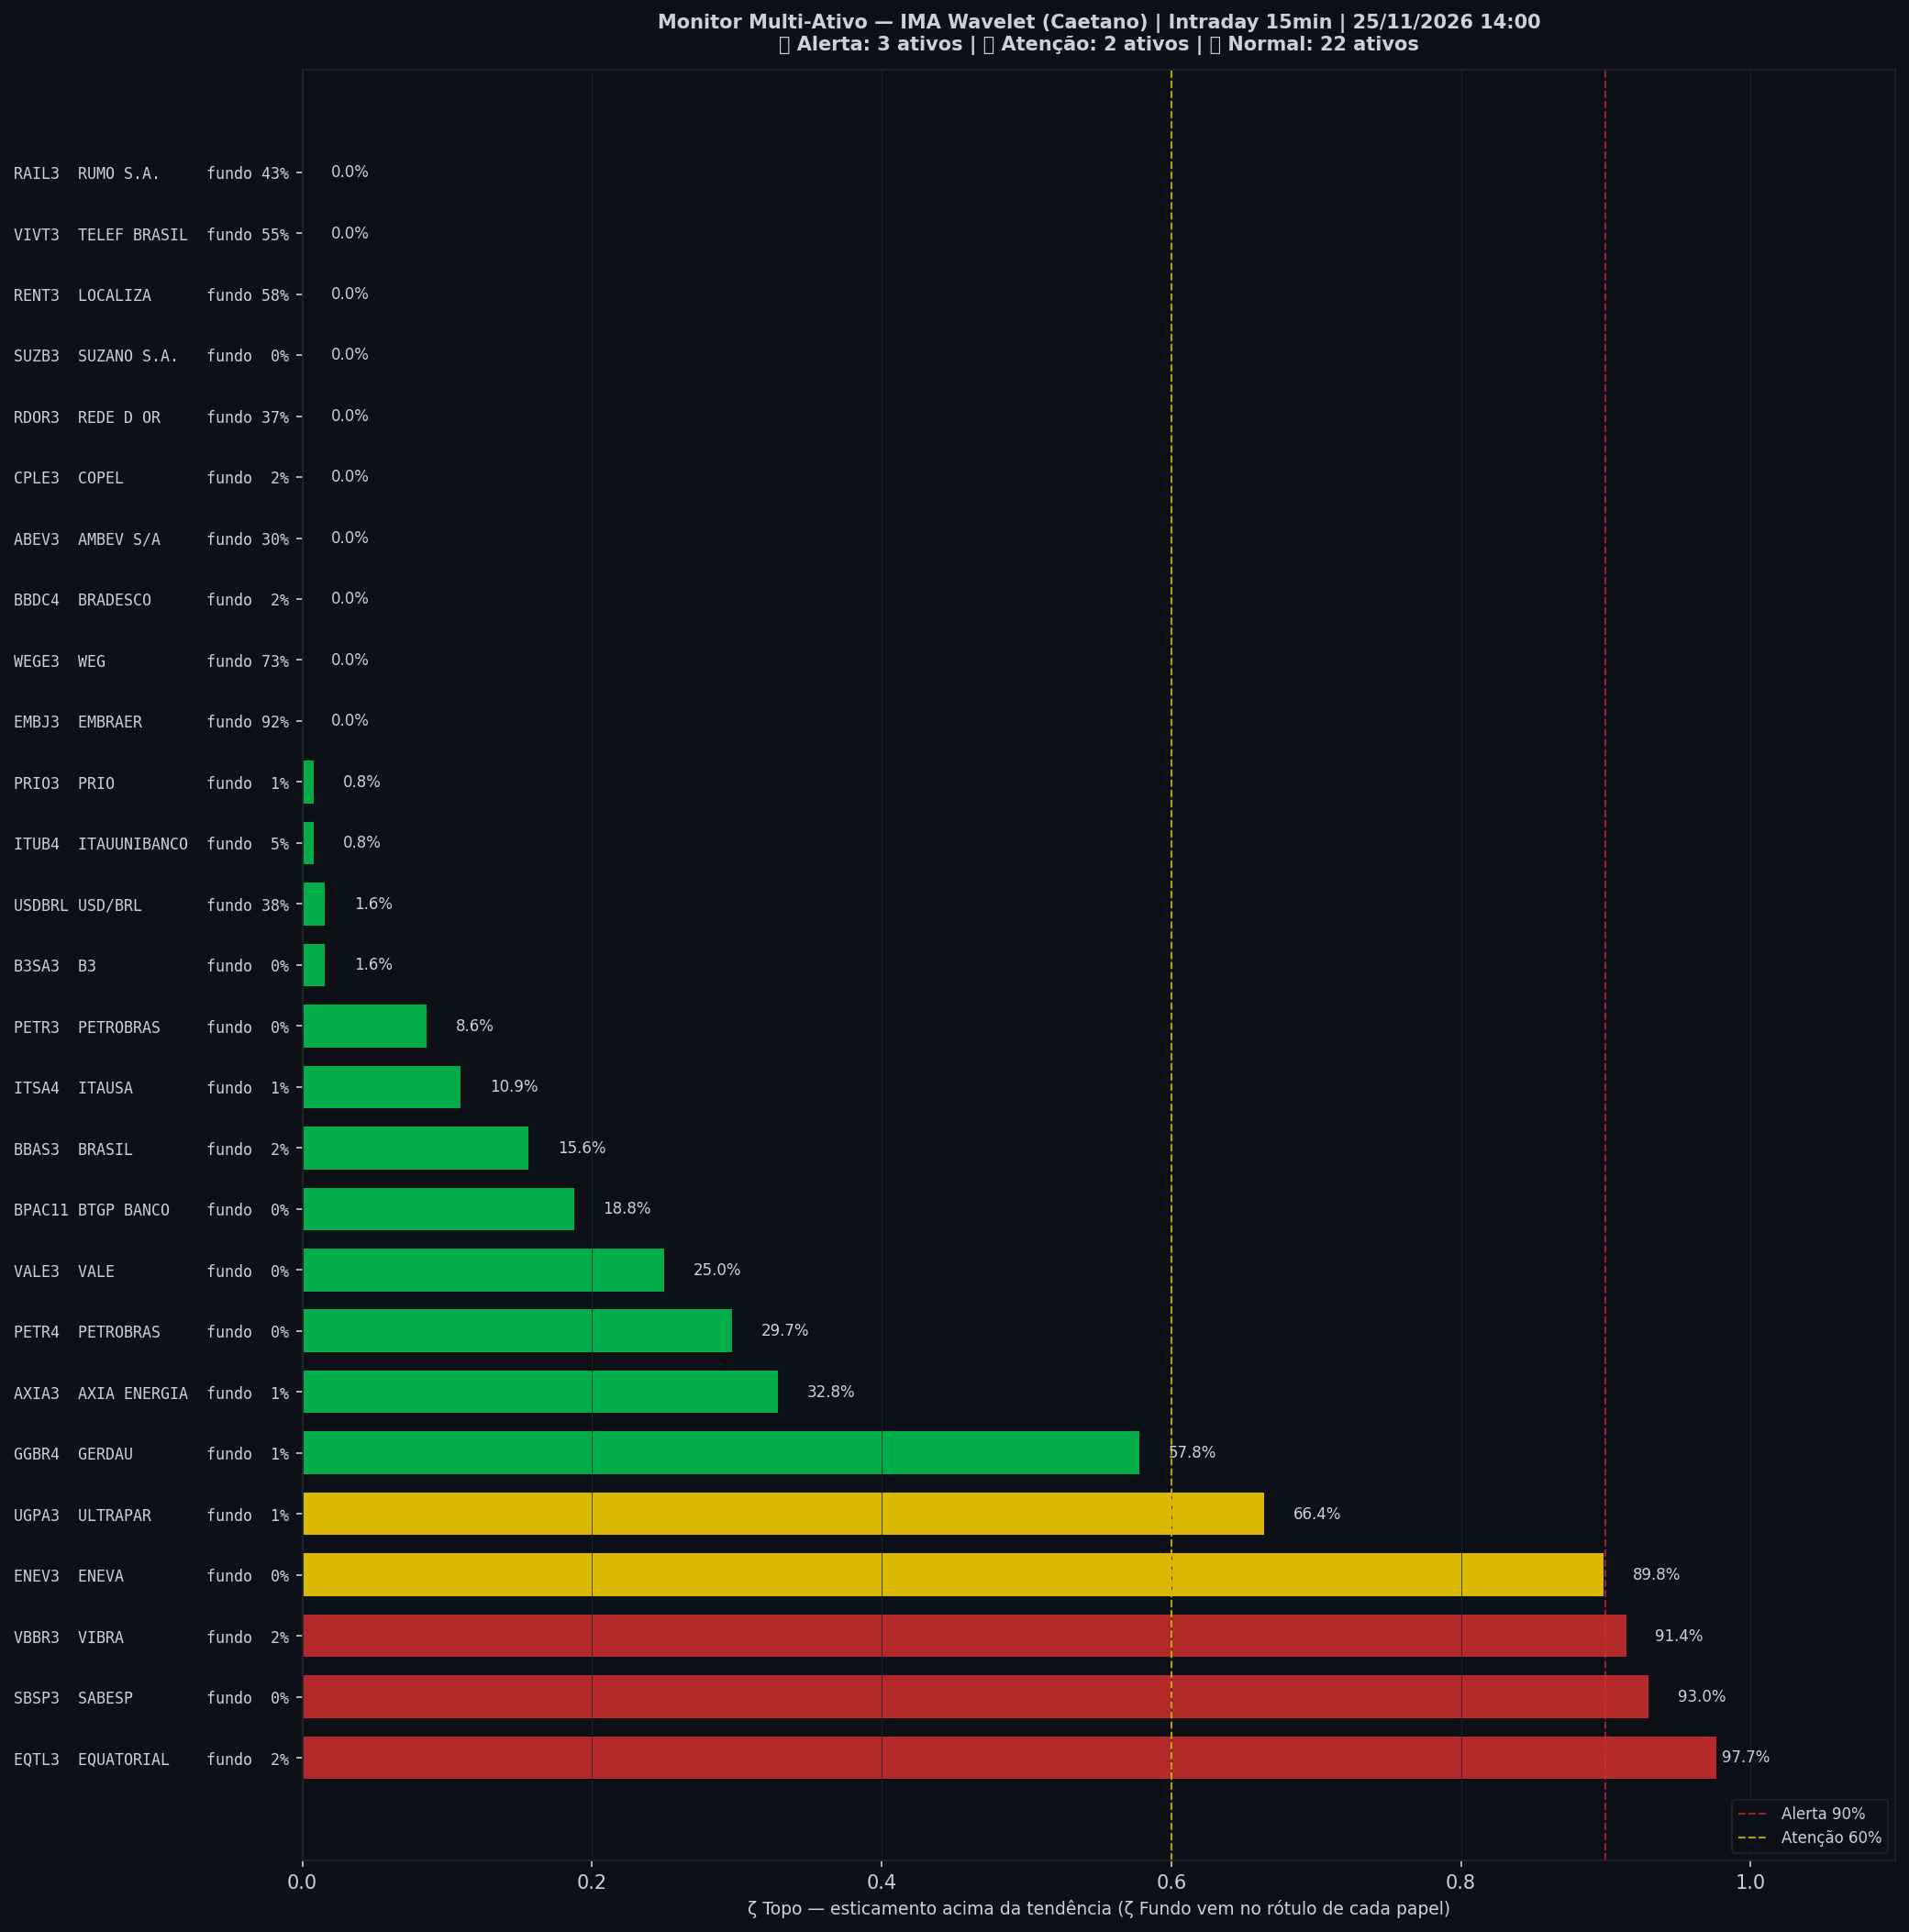 Monitor Multi-Ativo — IMA Wavelet (Caetano) | Intraday 15min | 25/11/2026 14:00
▯ Alerta: 3 ativos | ▯ Atenção: 2 ativos | ▯ Normal: 22 ativos
RAIL3 RUMO S.A. fundo 43% 0.0%
VIVT3 TELEF BRASIL fundo 55% 0.0%
RENT3 LOCALIZA fundo 58% 0.0%
SUZB3 SUZANO S.A. fundo 0% 0.0%
RDOR3 REDE D OR fundo 37% 0.0%
CPLE3 COPEL fundo 2% 0.0%
ABEV3 AMBEV S/A fundo 30% 0.0%
BBDC4 BRADESCO fundo 2% 0.0%
WEGE3 WEG fundo 73% 0.0%
EMBJ3 EMBRAER fundo 92% 0.0%
PRIO3 PRIO fundo 1% 0.8%
ITUB4 ITAUUNIBANCO fundo 5% 0.8%
USDBRL USD/BRL fundo 38% 1.6%
B3SA3 B3 fundo 0% 1.6%
PETR3 PETROBRAS fundo 0% 8.6%
ITSA4 ITAUSA fundo 1% 10.9%
BBAS3 BRASIL fundo 2% 15.6%
BPAC11 BTGP BANCO fundo 0% 18.8%
VALE3 VALE fundo 0% 25.0%
PETR4 PETROBRAS fundo 0% 29.7%
AXIA3 AXIA ENERGIA fundo 1% 32.8%
GGBR4 GERDAU fundo 1% 57.8%
UGPA3 ULTRAPAR fundo 1% 66.4%
ENEV3 ENEVA fundo 0% 89.8%
VBBR3 VIBRA fundo 2% 91.4%
SBSP3 SABESP fundo 0% 93.0%
EQTL3 EQUATORIAL fundo 2% 97.7%
Alerta 90%
Atenção 60%
0.0 0.2 0.4 0.6 0.8 1.0
ζ Topo — esticamento acima da tendência (ζ Fundo vem no rótulo de cada papel)